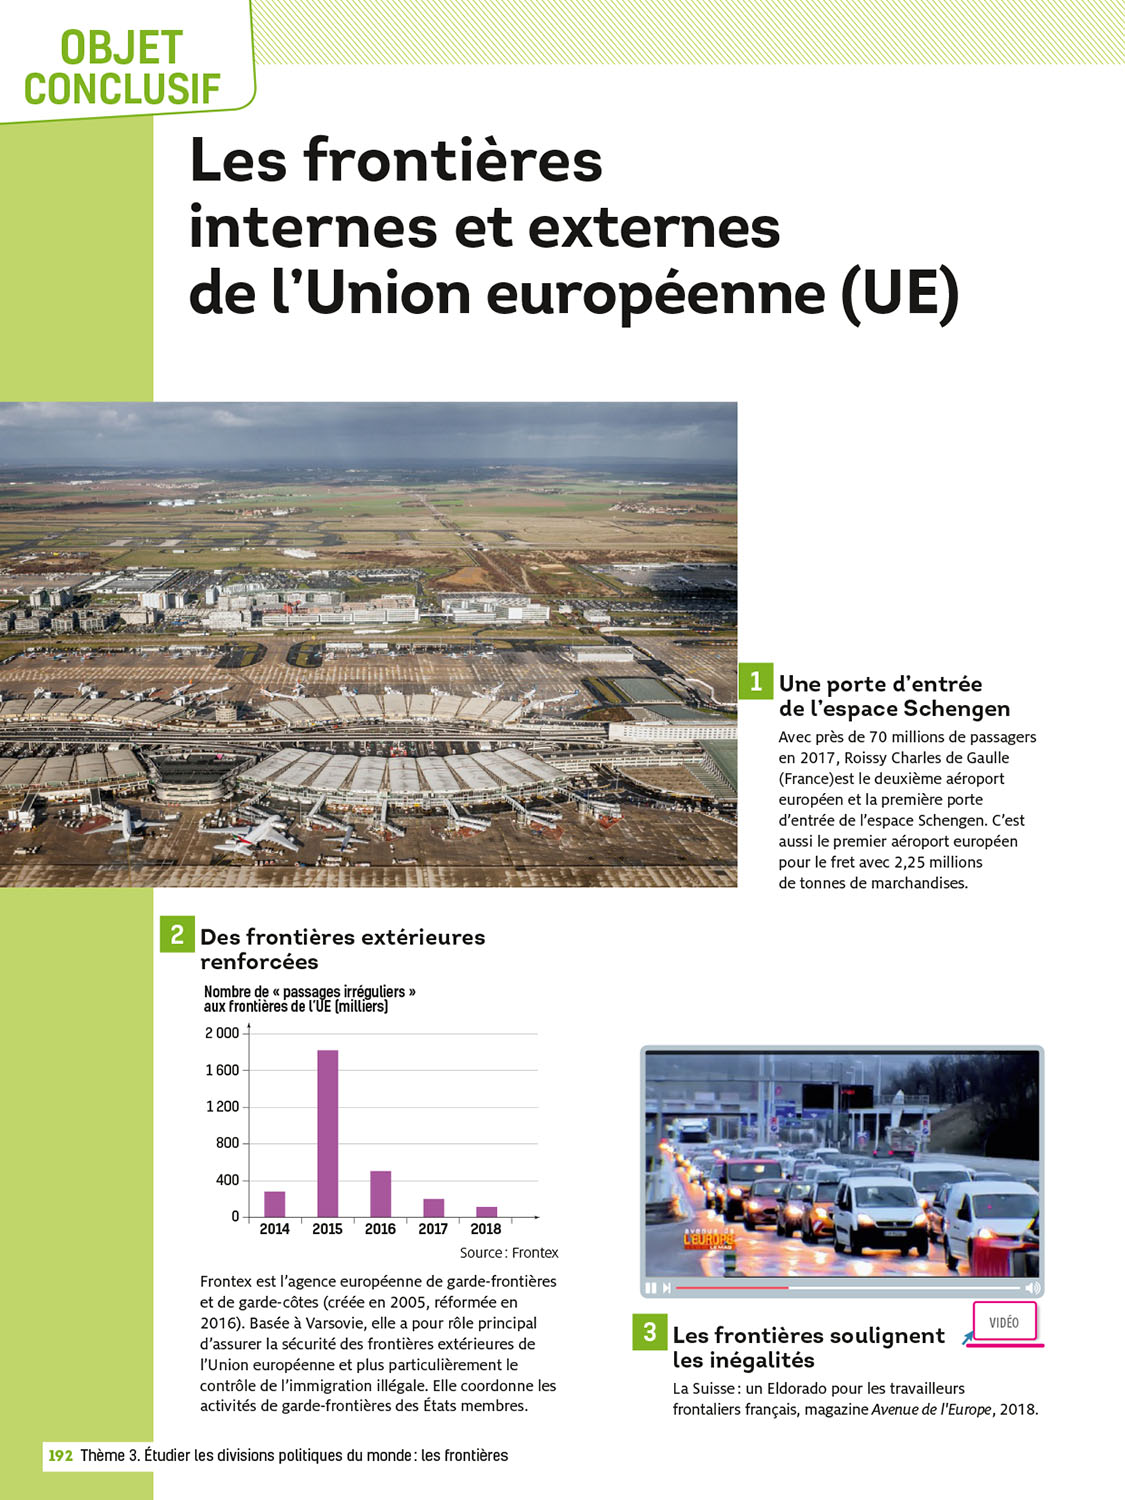 OBJET
CONCLUSIF
Les frontières
internes et externes
de l’Union européenne (UE)
1 Une porte d’entrée
de l’espace Schengen
Avec près de 70 millions de passagers
en 2017, Roissy Charles de Gaulle
(France)est le deuxième aéroport
européen et la première porte
d’entrée de l’espace Schengen. C’est
aussi le premier aéroport européen
pour le fret avec 2,25 millions
de tonnes de marchandises.
2 Des frontières extérieures
renforcées
Nombre de « passages irréguliers »
aux frontières de l’UE (milliers)
2 000
1 600
1 200
800
400
0
2014 2015 2016 2017 2018
Source : Frontex
Frontex est l’agence européenne de garde-frontières
et de garde-côtes (créée en 2005, réformée en
2016). Basée à Varsovie, elle a pour rôle principal
d’assurer la sécurité des frontières extérieures de
l’Union européenne et plus particulièrement le
contrôle de l’immigration illégale. Elle coordonne les
activités de garde-frontières des États membres.
avenue de
L'EUROPE
LE MAG
VIDÉO
3 Les frontières soulignent
les inégalités
La Suisse : un Eldorado pour les travailleurs
frontaliers français, magazine Avenue de l'Europe, 2018.
192 Thème 3. Étudier les divisions politiques du monde : les frontières